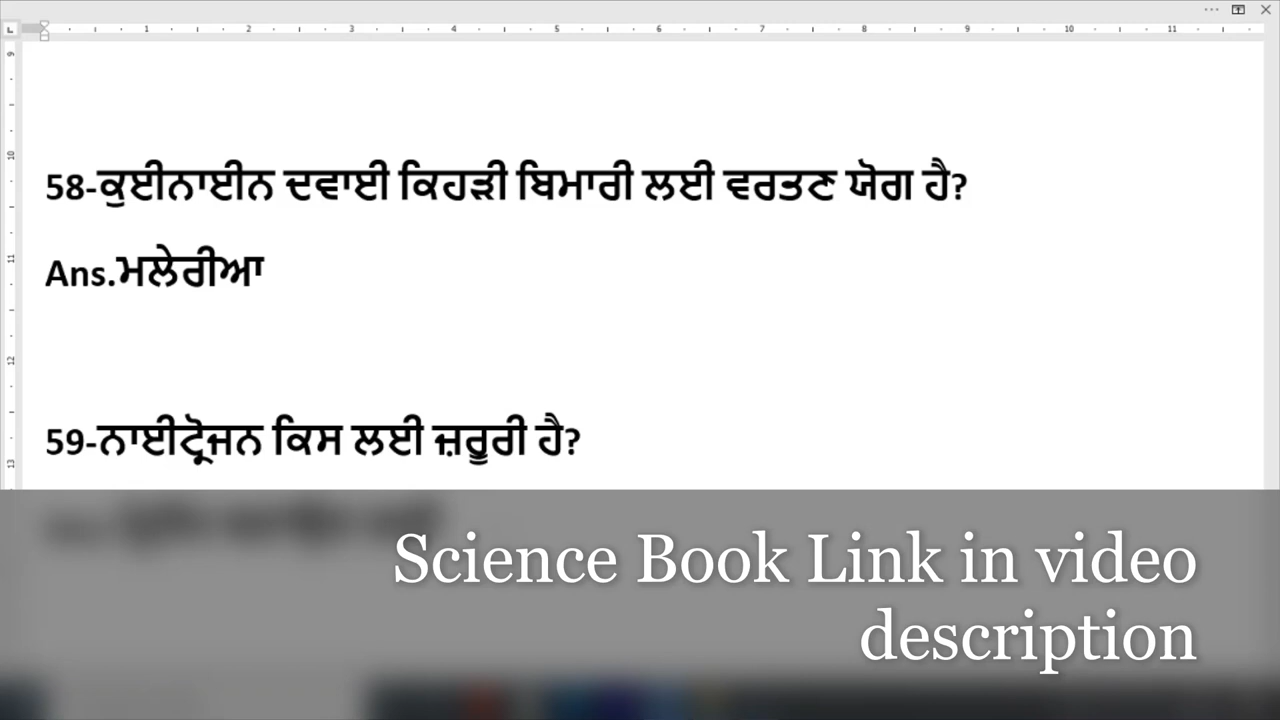 58-ਕੁਈਨਾਈਨ ਦਵਾਈ ਕਿਹੜੀ ਬਿਮਾਰੀ ਲਈ ਵਰਤਣ ਯੋਗ ਹੈ?
Ans.ਮਲੇਰੀਆ
59-ਨਾਈਟ੍ਰੋਜਨ ਕਿਸ ਲਈ ਜ਼ਰੂਰੀ ਹੈ?
Science Book Link in video
description